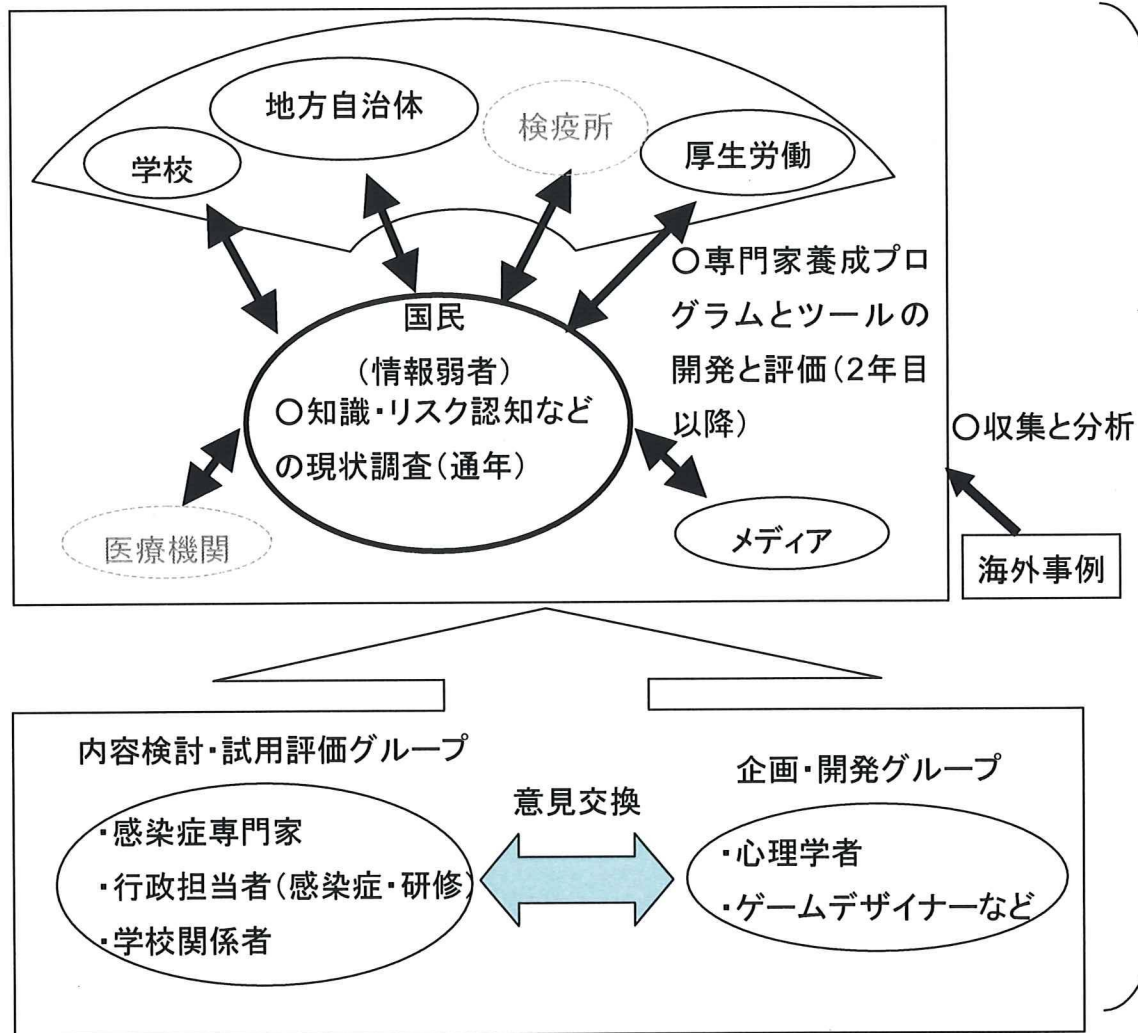 地方自治体
検疫所
学校
厚生労働
〇専門家養成プロ
グラムとツールの
開発と評価(2年目
以降)
国民
(情報弱者)
〇知識・リスク認知など
の現状調査(通年)
〇収集と分析
医療機関
メディア
海外事例
内容検討・試用評価グループ
企画・開発グループ
意見交換
・感染症専門家
・行政担当者(感染症・研修)
・学校関係者
・心理学者
・ゲームデザイナーなど